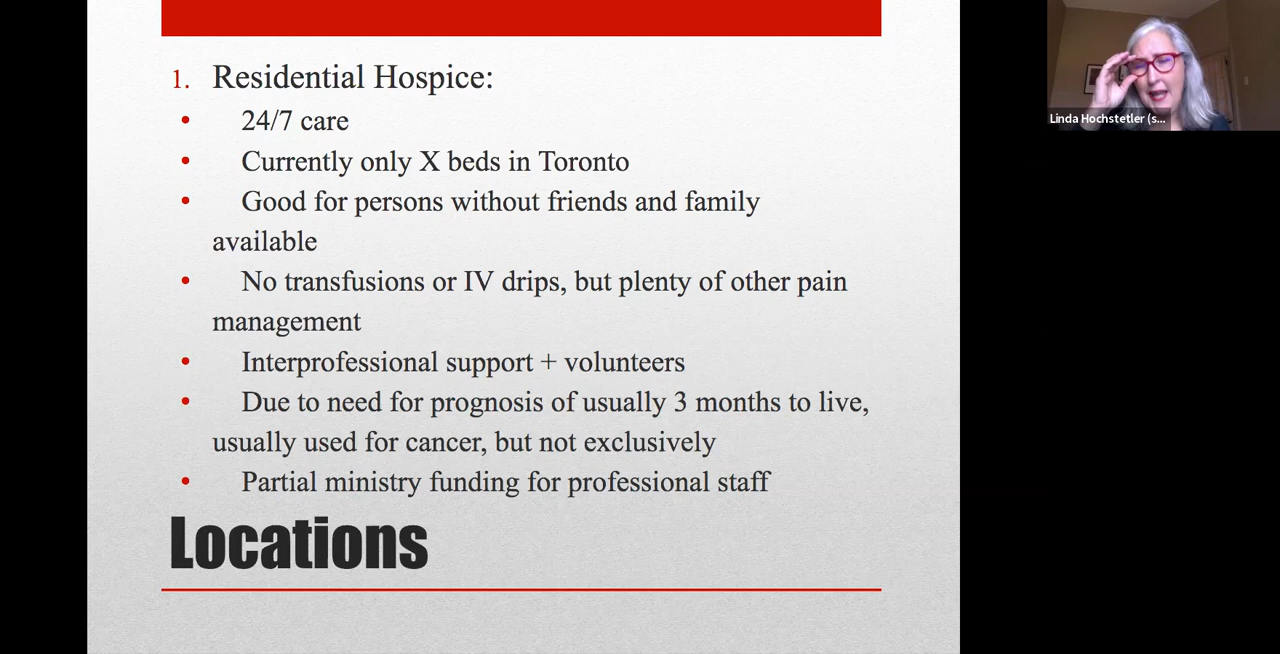 1. Residential Hospice:
• 24/7 care
• Currently only X beds in Toronto
• Good for persons without friends and family
available
• No transfusions or IV drips, but plenty of other pain
management
• Interprofessional support + volunteers
• Due to need for prognosis of usually 3 months to live,
usually used for cancer, but not exclusively
• Partial ministry funding for professional staff
Locations
Linda Hochstetler (s...